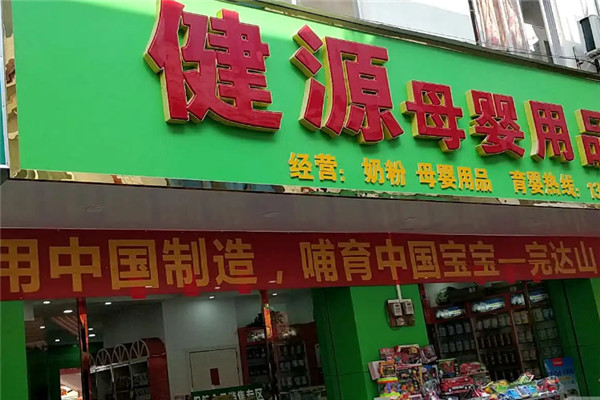 健源母婴用品
经营：奶粉 母婴用品 育婴热线：13
用中国制造，哺育中国宝宝—完达山